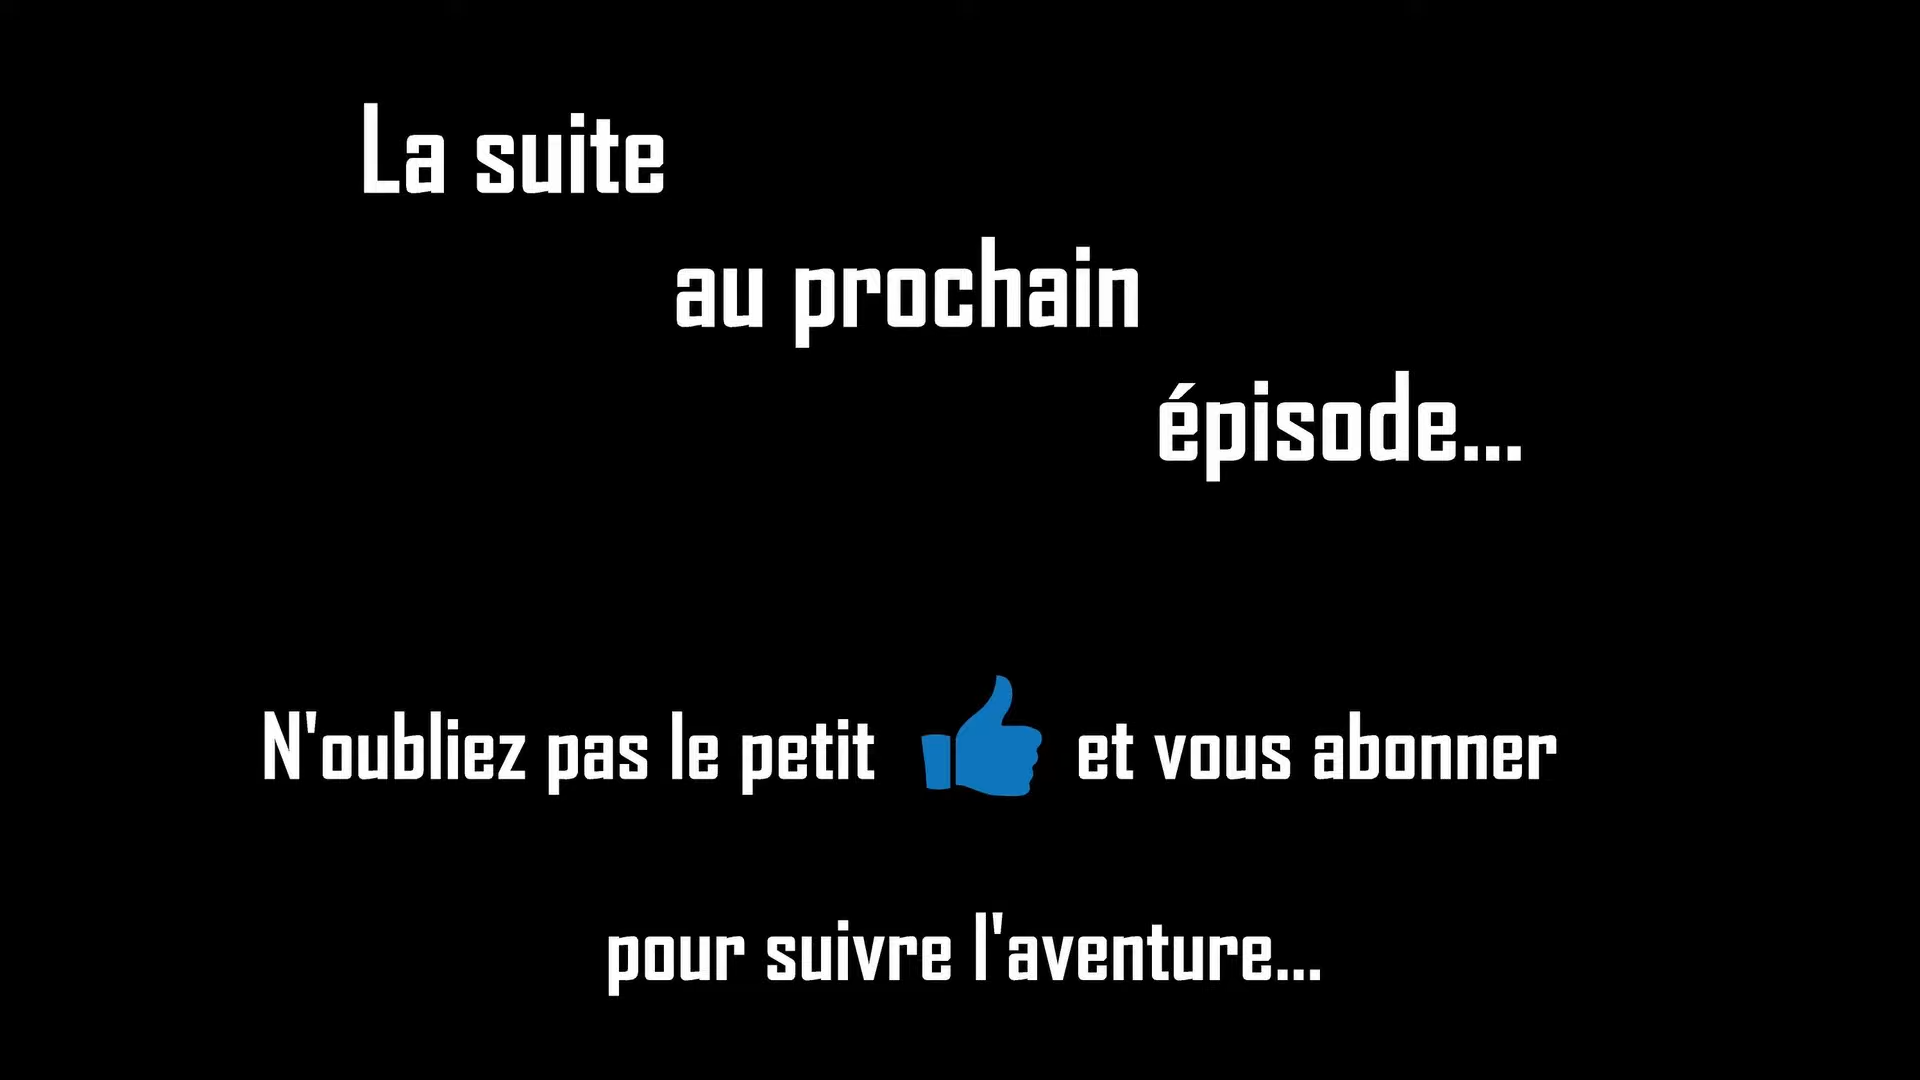 La suite
au prochain
épisode...
N'oubliez pas le petit et vous abonner
pour suivre l'aventure...